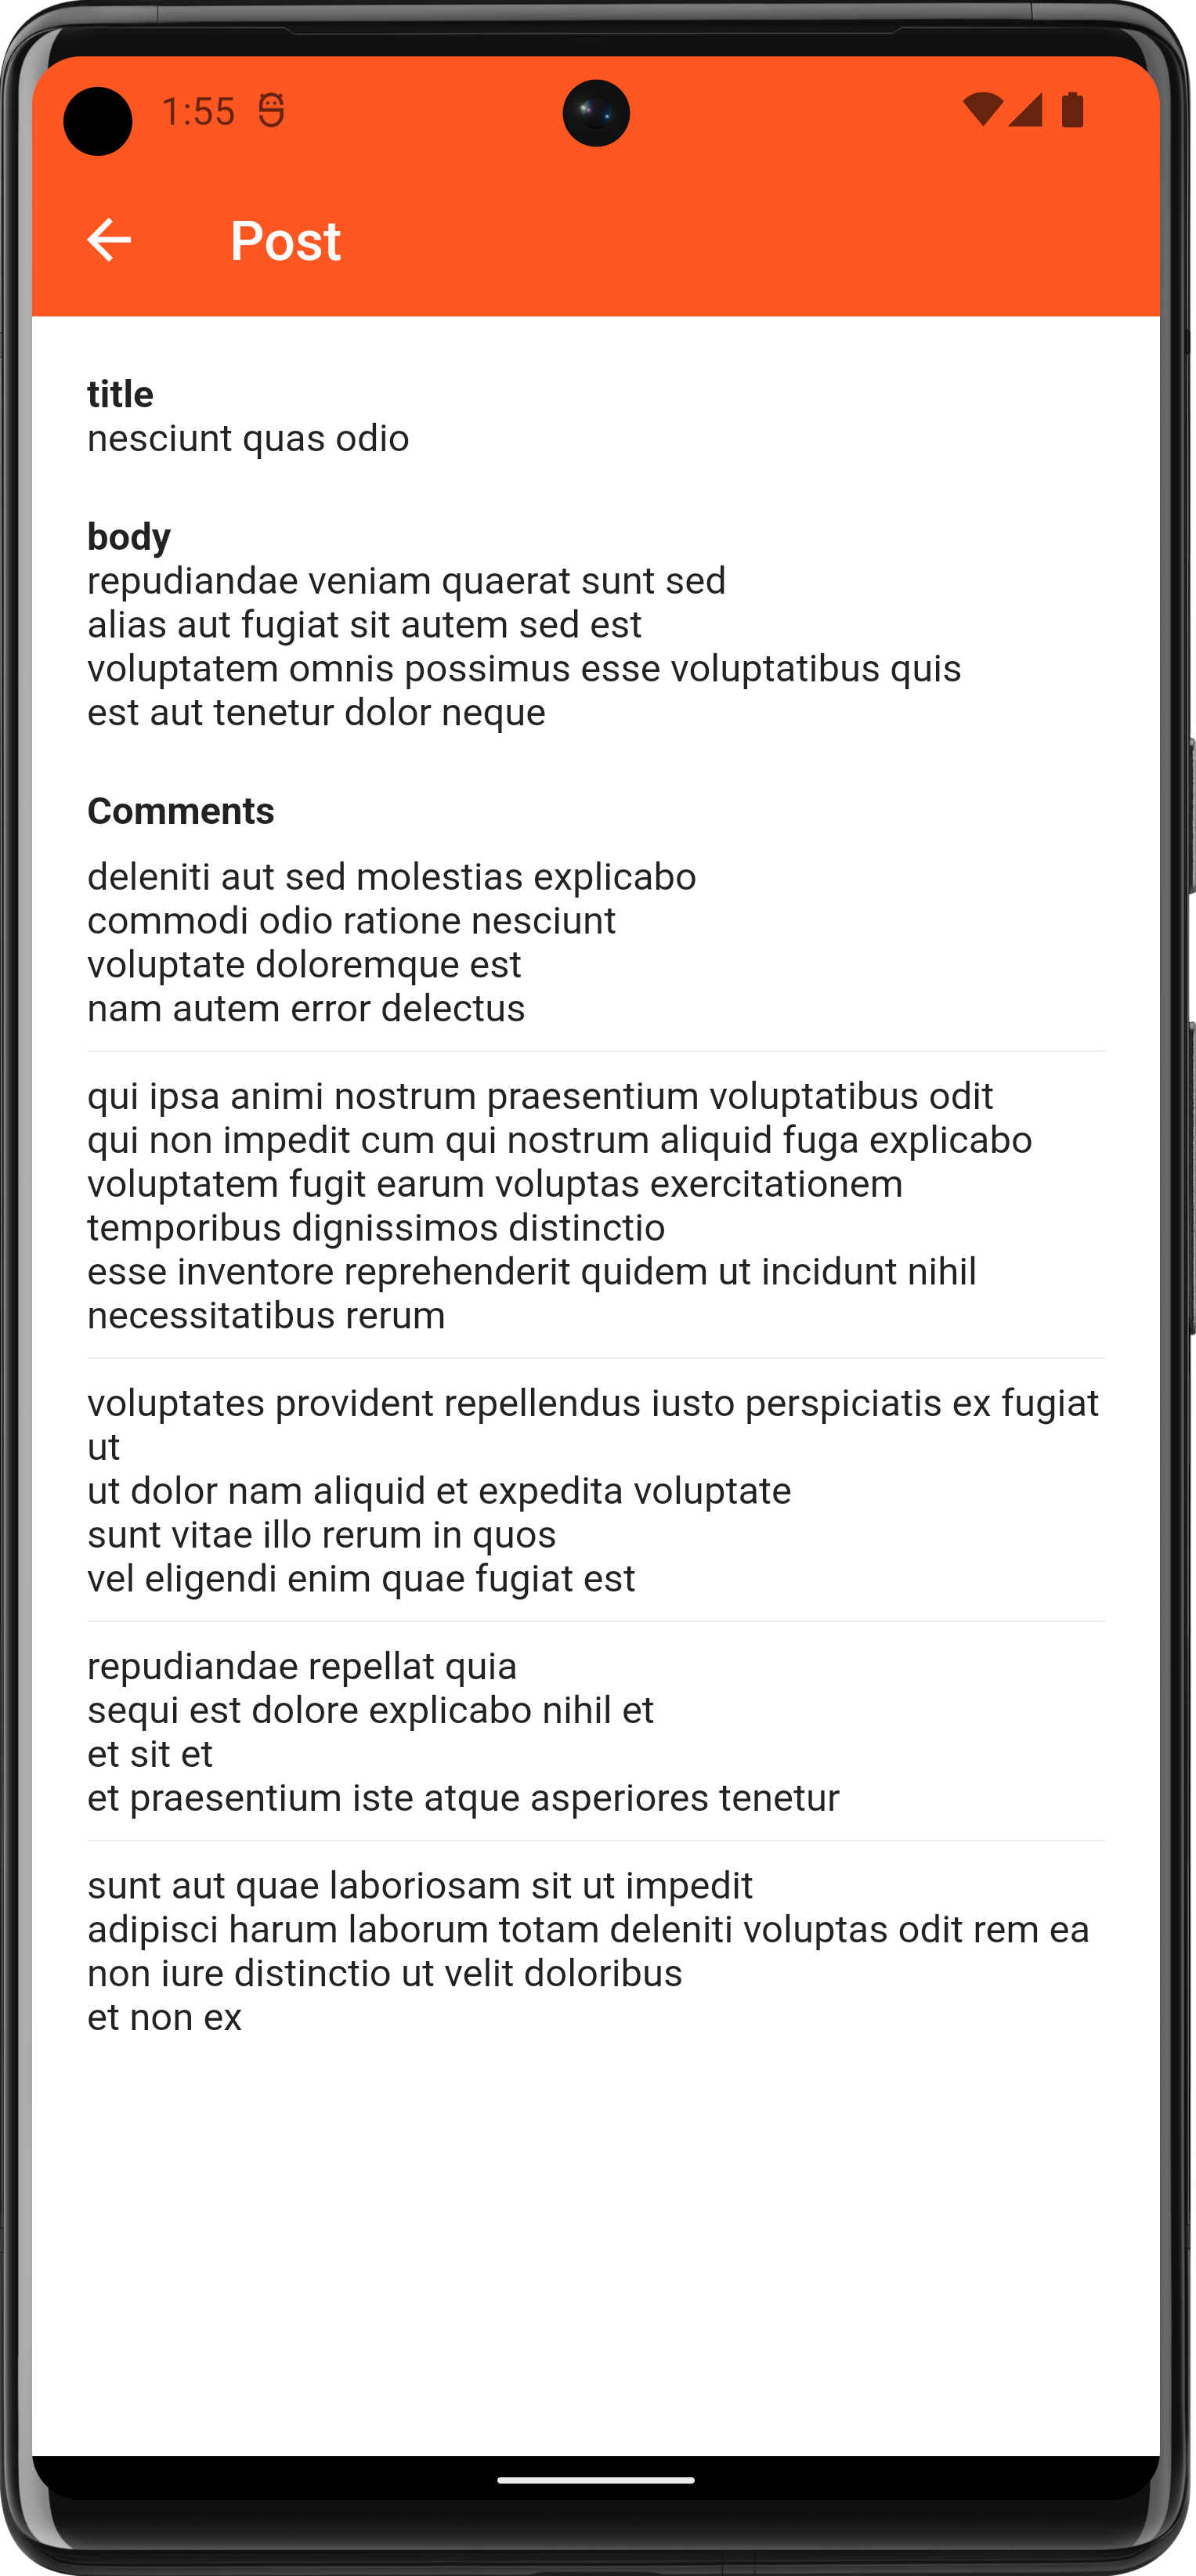 1:55
Post
title
nesciunt quas odio
body
repudiandae veniam quaerat sunt sed
alias aut fugiat sit autem sed est
voluptatem omnis possimus esse voluptatibus quis
est aut tenetur dolor neque
Comments
deleniti aut sed molestias explicabo
commodi odio ratione nesciunt
voluptate doloremque est
nam autem error delectus
qui ipsa animi nostrum praesentium voluptatibus odit
qui non impedit cum qui nostrum aliquid fuga explicabo
voluptatem fugit earum voluptas exercitationem
temporibus dignissimos distinctio
esse inventore reprehenderit quidem ut incidunt nihil
necessitatibus rerum
voluptates provident repellendus iusto perspiciatis ex fugiat
ut
ut dolor nam aliquid et expedita voluptate
sunt vitae illo rerum in quos
vel eligendi enim quae fugiat est
repudiandae repellat quia
sequi est dolore explicabo nihil et
et sit et
et praesentium iste atque asperiores tenetur
sunt aut quae laboriosam sit ut impedit
adipisci harum laborum totam deleniti voluptas odit rem ea
non iure distinctio ut velit doloribus
et non ex